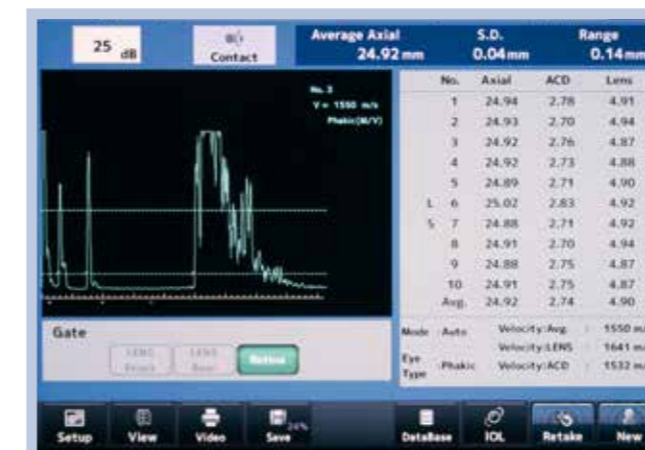 25 dB
Contact
Average Axial
24.92 mm
S.D.
0.04 mm
Range
0.14 mm
No. 3
V = 1550 m/s
Phakic(M/V)
No. Axial ACD Lens
1 24.94 2.78 4.91
2 24.93 2.70 4.94
3 24.92 2.76 4.87
4 24.92 2.73 4.88
5 24.89 2.71 4.90
L 6 25.02 2.83 4.92
S 7 24.88 2.71 4.92
8 24.91 2.70 4.94
9 24.88 2.75 4.87
10 24.91 2.75 4.87
Avg. 24.92 2.74 4.90
Gate
LENS Front
LENS Rear
Retina
Mode :Auto Velocity:Avg. : 1550 m/
Velocity:LENS : 1641 m/
Eye Type :Phakic Velocity:ACD : 1532 m/
Setup
View
Video
Save
24%
DataBase
IOL
Retake
New